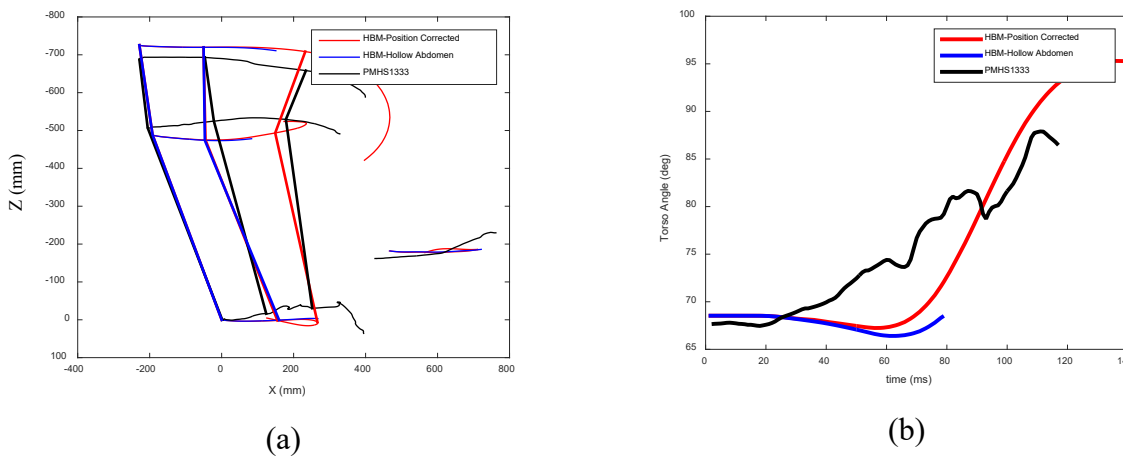 -800
-700
-600
-500
-400
-300
-200
-100
0
100
Z (mm)
-400 -200 0 200 400 600 800
X (mm)
HBM-Position Corrected
HBM-Hollow Abdomen
PMHS1333
(a)
100
95
90
85
80
75
70
65
Torso Angle (deg)
0 20 40 60 80 100 120 140
time (ms)
HBM-Position Corrected
HBM-Hollow Abdomen
PMHS1333
(b)